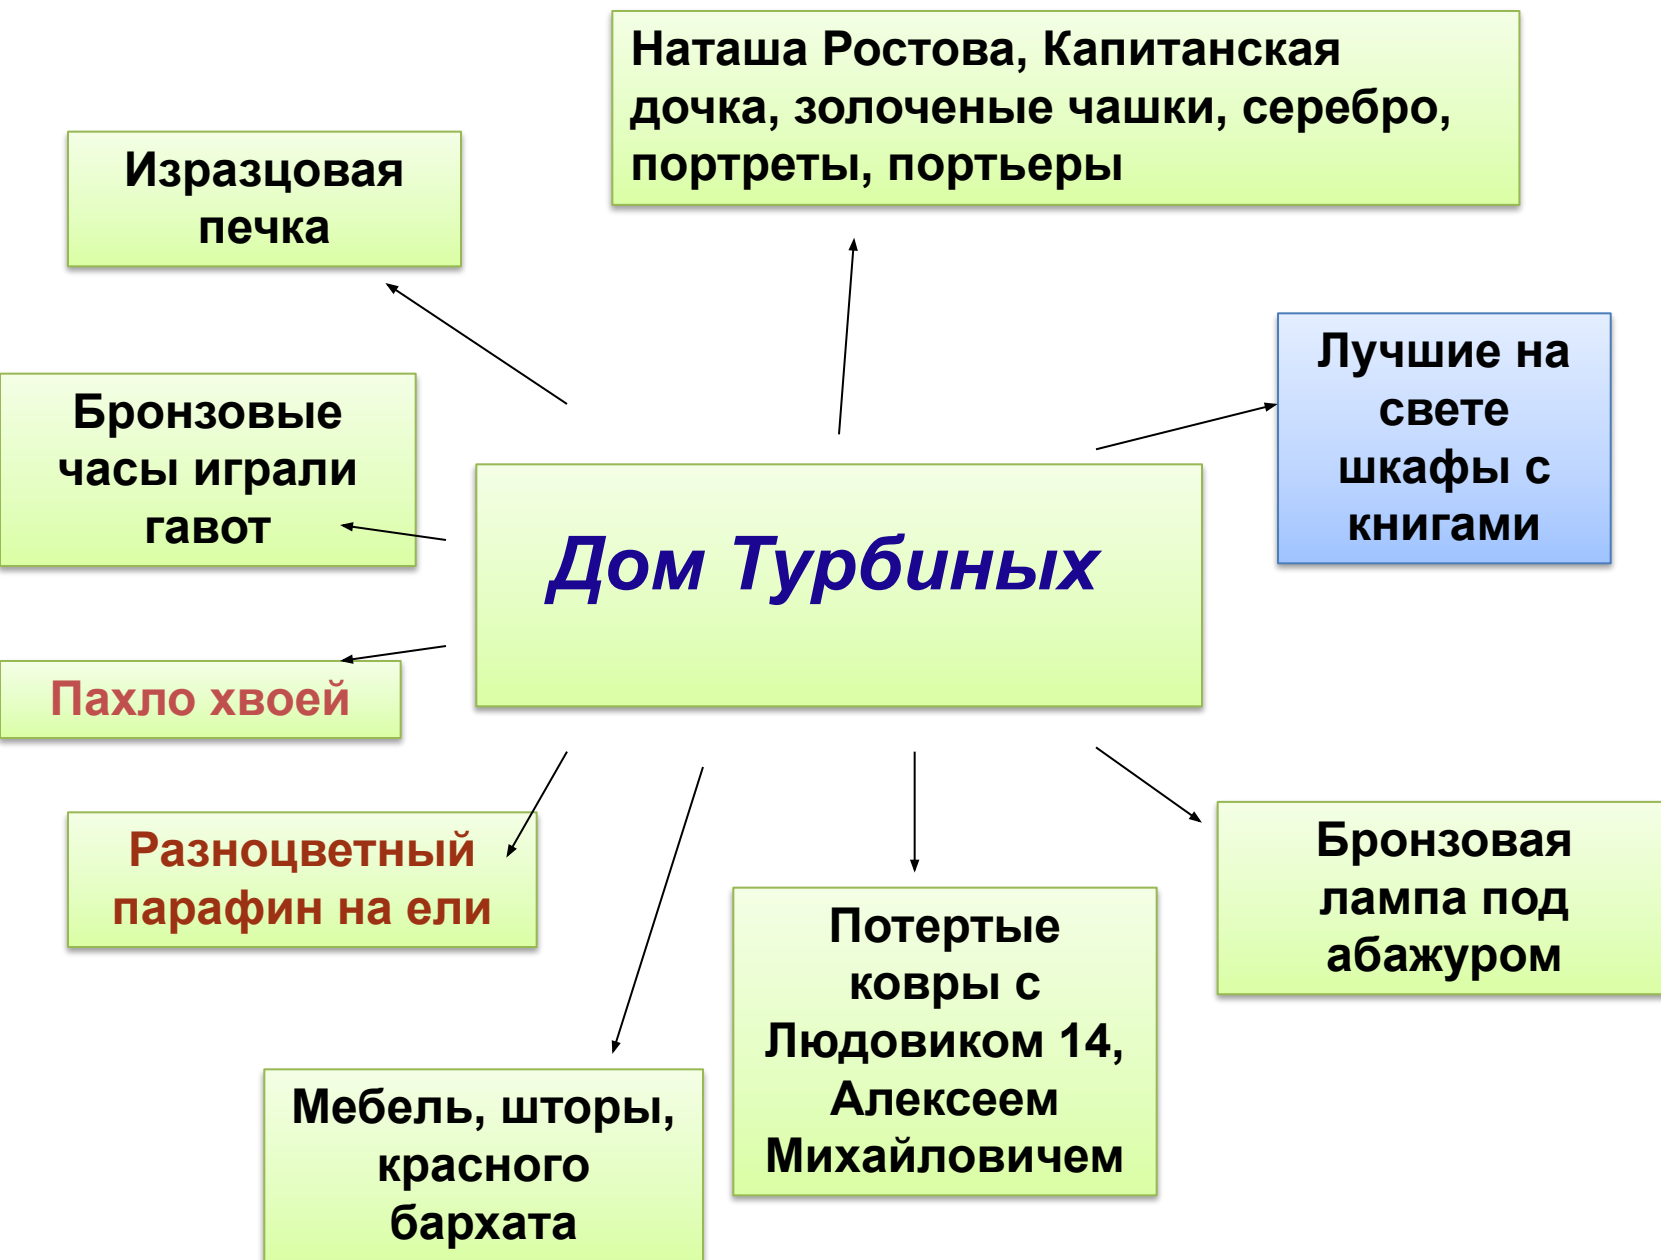 Наташа Ростова, Капитанская
дочка, золоченые чашки, серебро,
портреты, портьеры
Изразцовая
печка
Лучшие на
свете
шкафы с
книгами
Бронзовые
часы играли
гавот
Дом Турбиных
Пахло хвоей
Разноцветный
парафин на ели
Бронзовая
лампа под
абажуром
Потертые
ковры с
Людовиком 14,
Алексеем
Михайловичем
Мебель, шторы,
красного
бархата